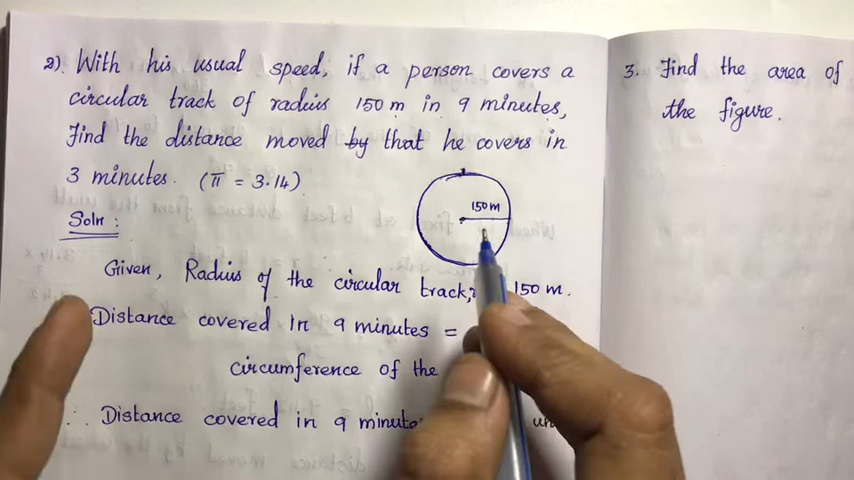 2). With his usual speed, if a person covers a
circular track of radius 150 m in 9 minutes,
Find the distance moved by that he covers in
3 minutes. (π = 3.14)
Soln :
150 m
Given, Radius of the circular track, 150 m.
Distance covered in 9 minutes =
circumference of the
∴ Distance covered in 9 minutes
3. Find the area of
the figure.